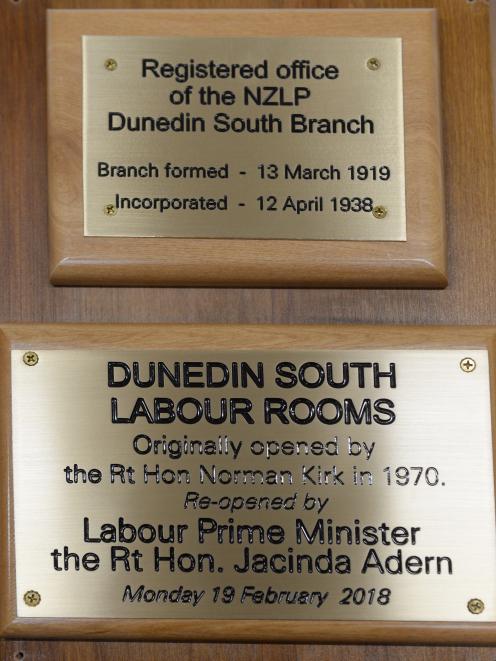 Registered office
of the NZLP
Dunedin South Branch
Branch formed - 13 March 1919
Incorporated - 12 April 1938
DUNEDIN SOUTH
LABOUR ROOMS
Originally opened by
the Rt Hon Norman Kirk in 1970.
Re-opened by
Labour Prime Minister
the Rt Hon. Jacinda Adern
Monday 19 February 2018